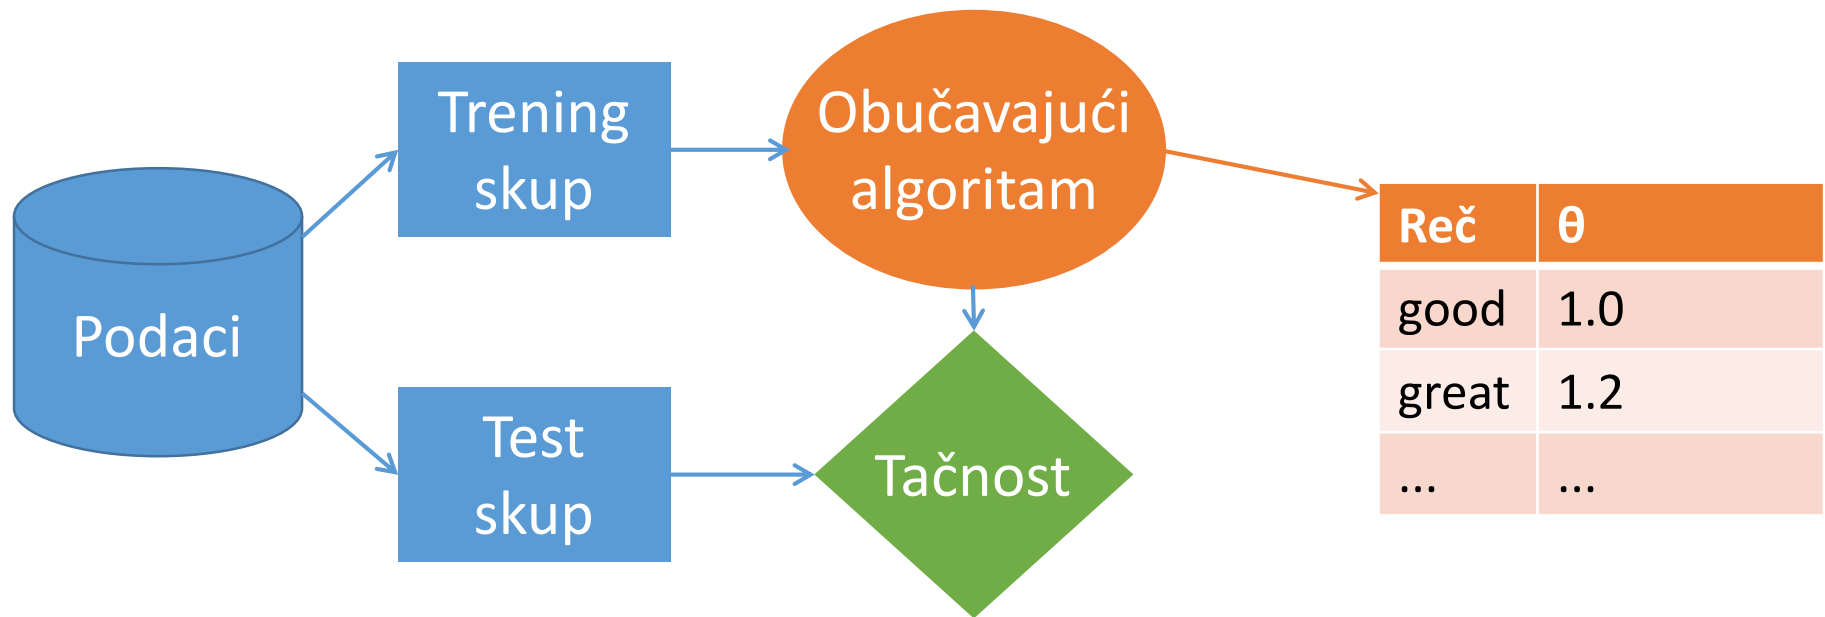 Podaci
Trening
skup
Test
skup
Obučavajući
algoritam
Tačnost
Reč θ
good 1.0
great 1.2
... ...